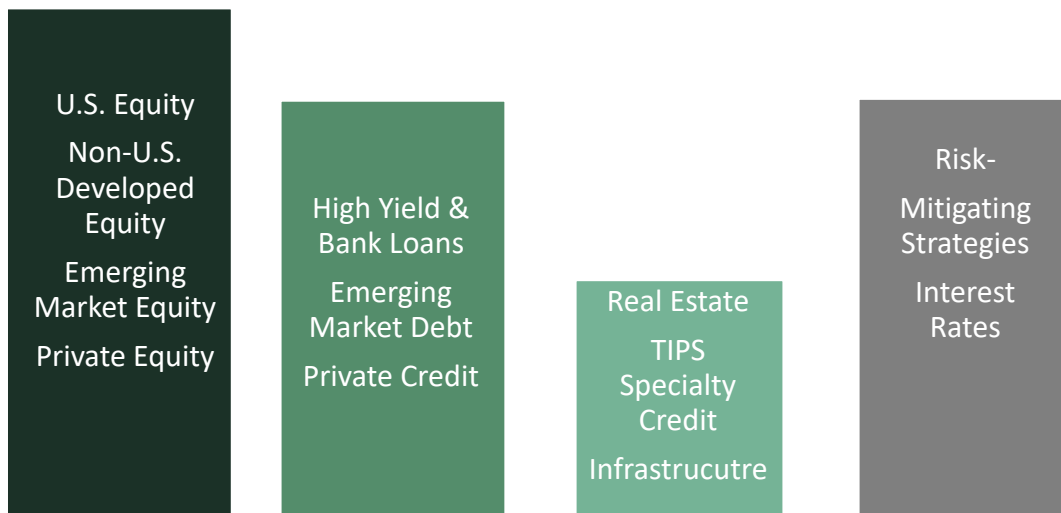 U.S. Equity
Non-U.S.
Developed
Equity
Emerging
Market Equity
Private Equity
High Yield &
Bank Loans
Emerging
Market Debt
Private Credit
Real Estate
TIPS
Specialty
Credit
Infrastrucutre
Risk-
Mitigating
Strategies
Interest
Rates